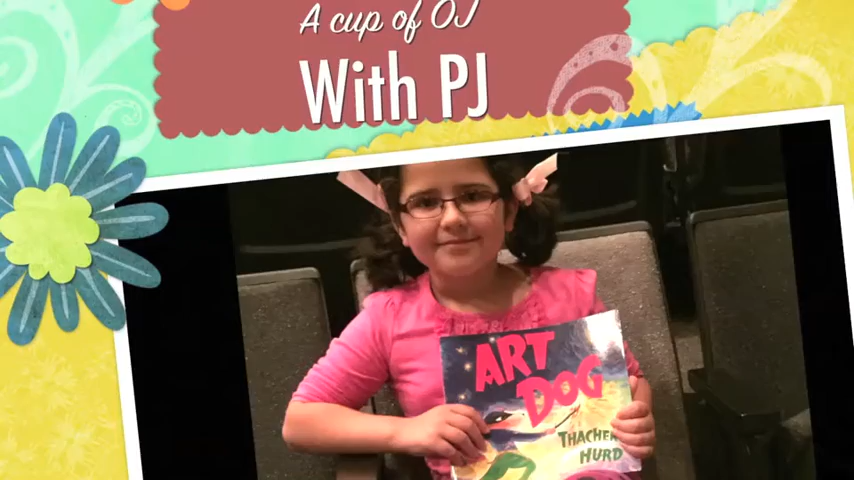 A cup of OJ
With PJ
ART
DOG
THACHER
HURD